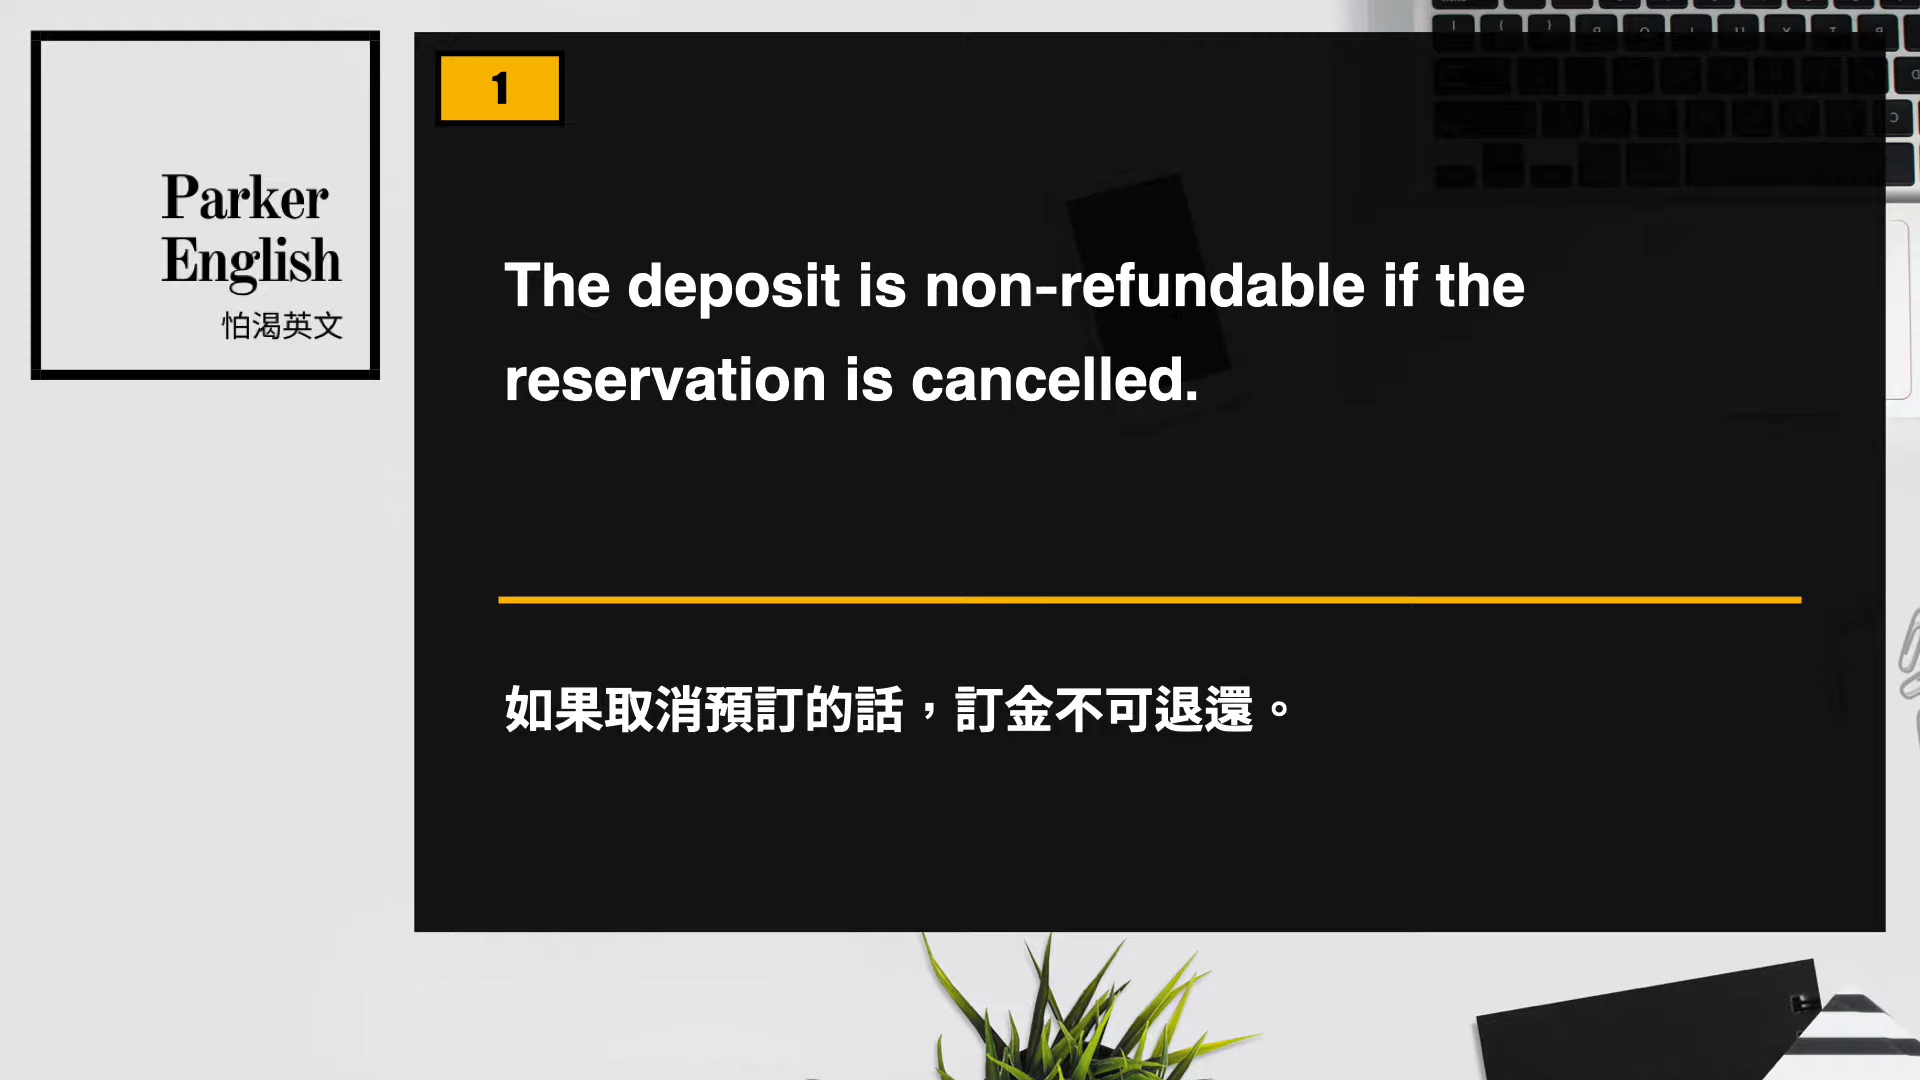 Parker
English
怕渴英文
1
The deposit is non-refundable if the
reservation is cancelled.
如果取消預訂的話，訂金不可退還。